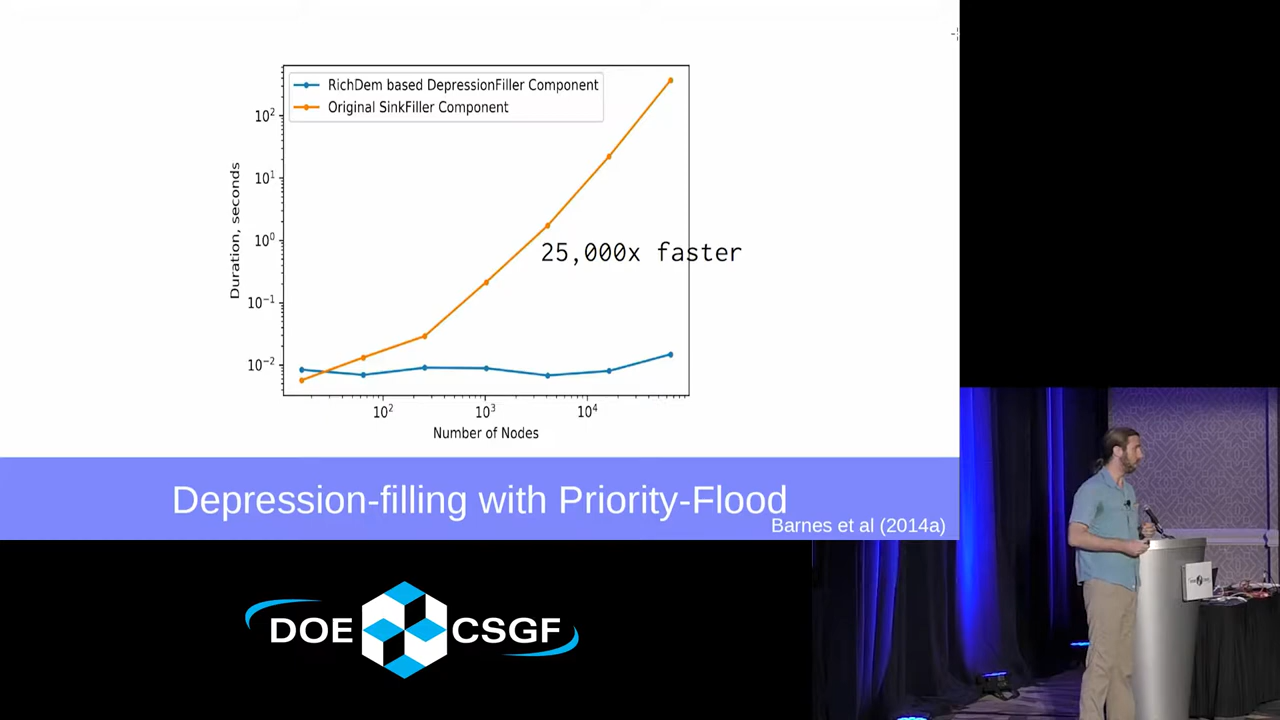 RichDem based DepressionFiller Component
Original SinkFiller Component
10²
10¹
10⁰
10⁻¹
10⁻²
Duration, seconds
25,000x faster
10² 10³ 10⁴
Number of Nodes
Depression-filling with Priority-Flood
Barnes et al (2014a)
DOE CSGF